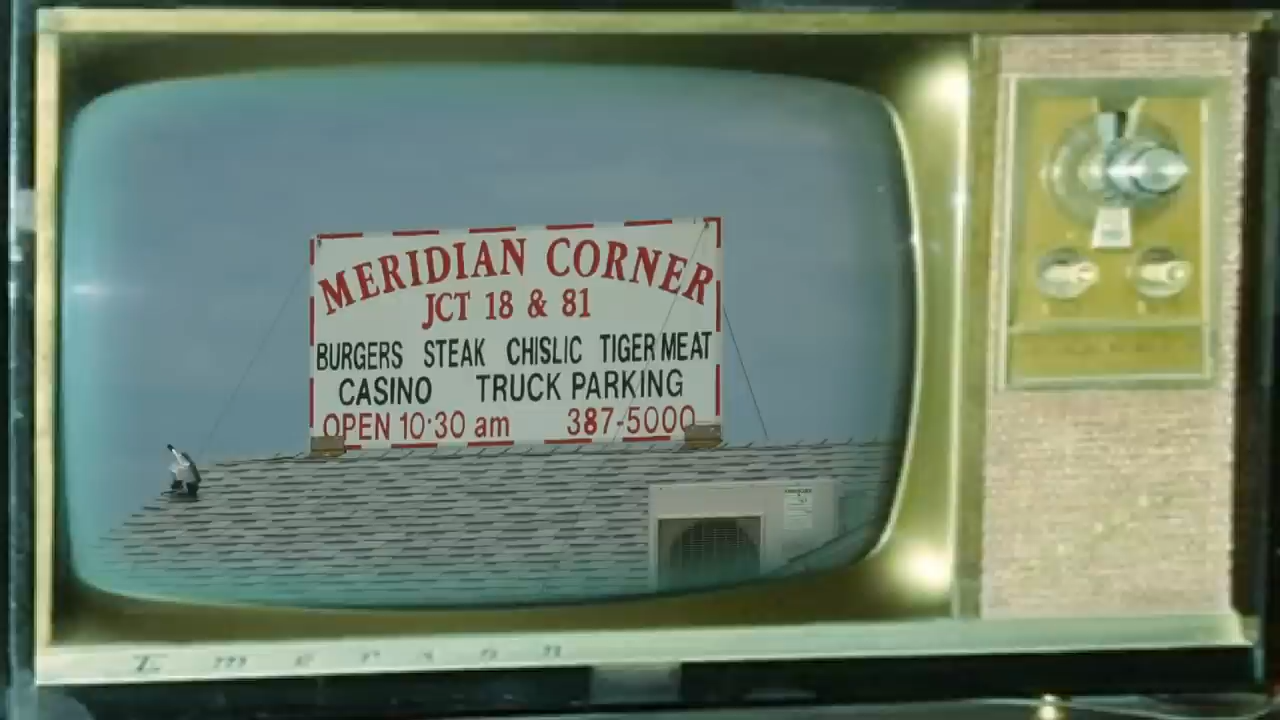 MERIDIAN CORNER
JCT 18 & 81
BURGERS STEAK CHISLIC TIGER MEAT
CASINO TRUCK PARKING
OPEN 10:30 am 387-5000